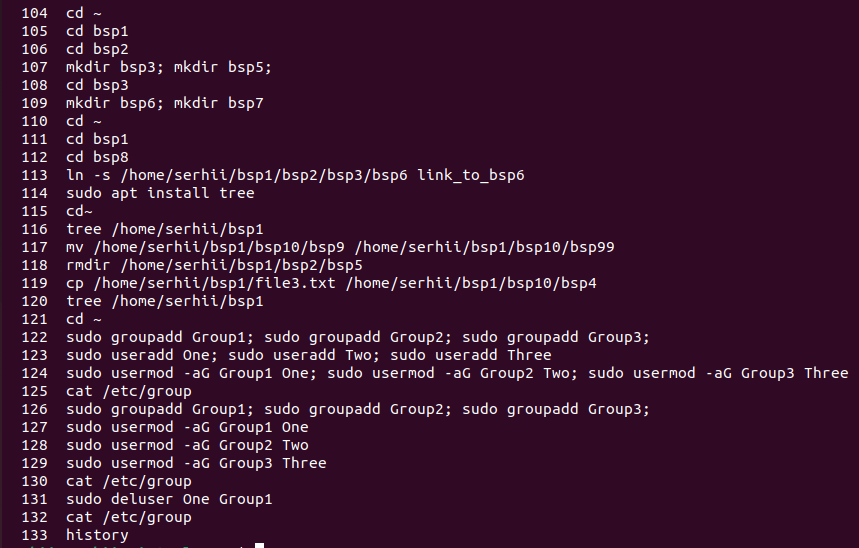 104 cd ~
105 cd bsp1
106 cd bsp2
107 mkdir bsp3; mkdir bsp5;
108 cd bsp3
109 mkdir bsp6; mkdir bsp7
110 cd ~
111 cd bsp1
112 cd bsp8
113 ln -s /home/serhii/bsp1/bsp2/bsp3/bsp6 link_to_bsp6
114 sudo apt install tree
115 cd~
116 tree /home/serhii/bsp1
117 mv /home/serhii/bsp1/bsp10/bsp9 /home/serhii/bsp1/bsp10/bsp99
118 rmdir /home/serhii/bsp1/bsp2/bsp5
119 cp /home/serhii/bsp1/file3.txt /home/serhii/bsp1/bsp10/bsp4
120 tree /home/serhii/bsp1
121 cd ~
122 sudo groupadd Group1; sudo groupadd Group2; sudo groupadd Group3;
123 sudo useradd One; sudo useradd Two; sudo useradd Three
124 sudo usermod -aG Group1 One; sudo usermod -aG Group2 Two; sudo usermod -aG Group3 Three
125 cat /etc/group
126 sudo groupadd Group1; sudo groupadd Group2; sudo groupadd Group3;
127 sudo usermod -aG Group1 One
128 sudo usermod -aG Group2 Two
129 sudo usermod -aG Group3 Three
130 cat /etc/group
131 sudo deluser One Group1
132 cat /etc/group
133 history